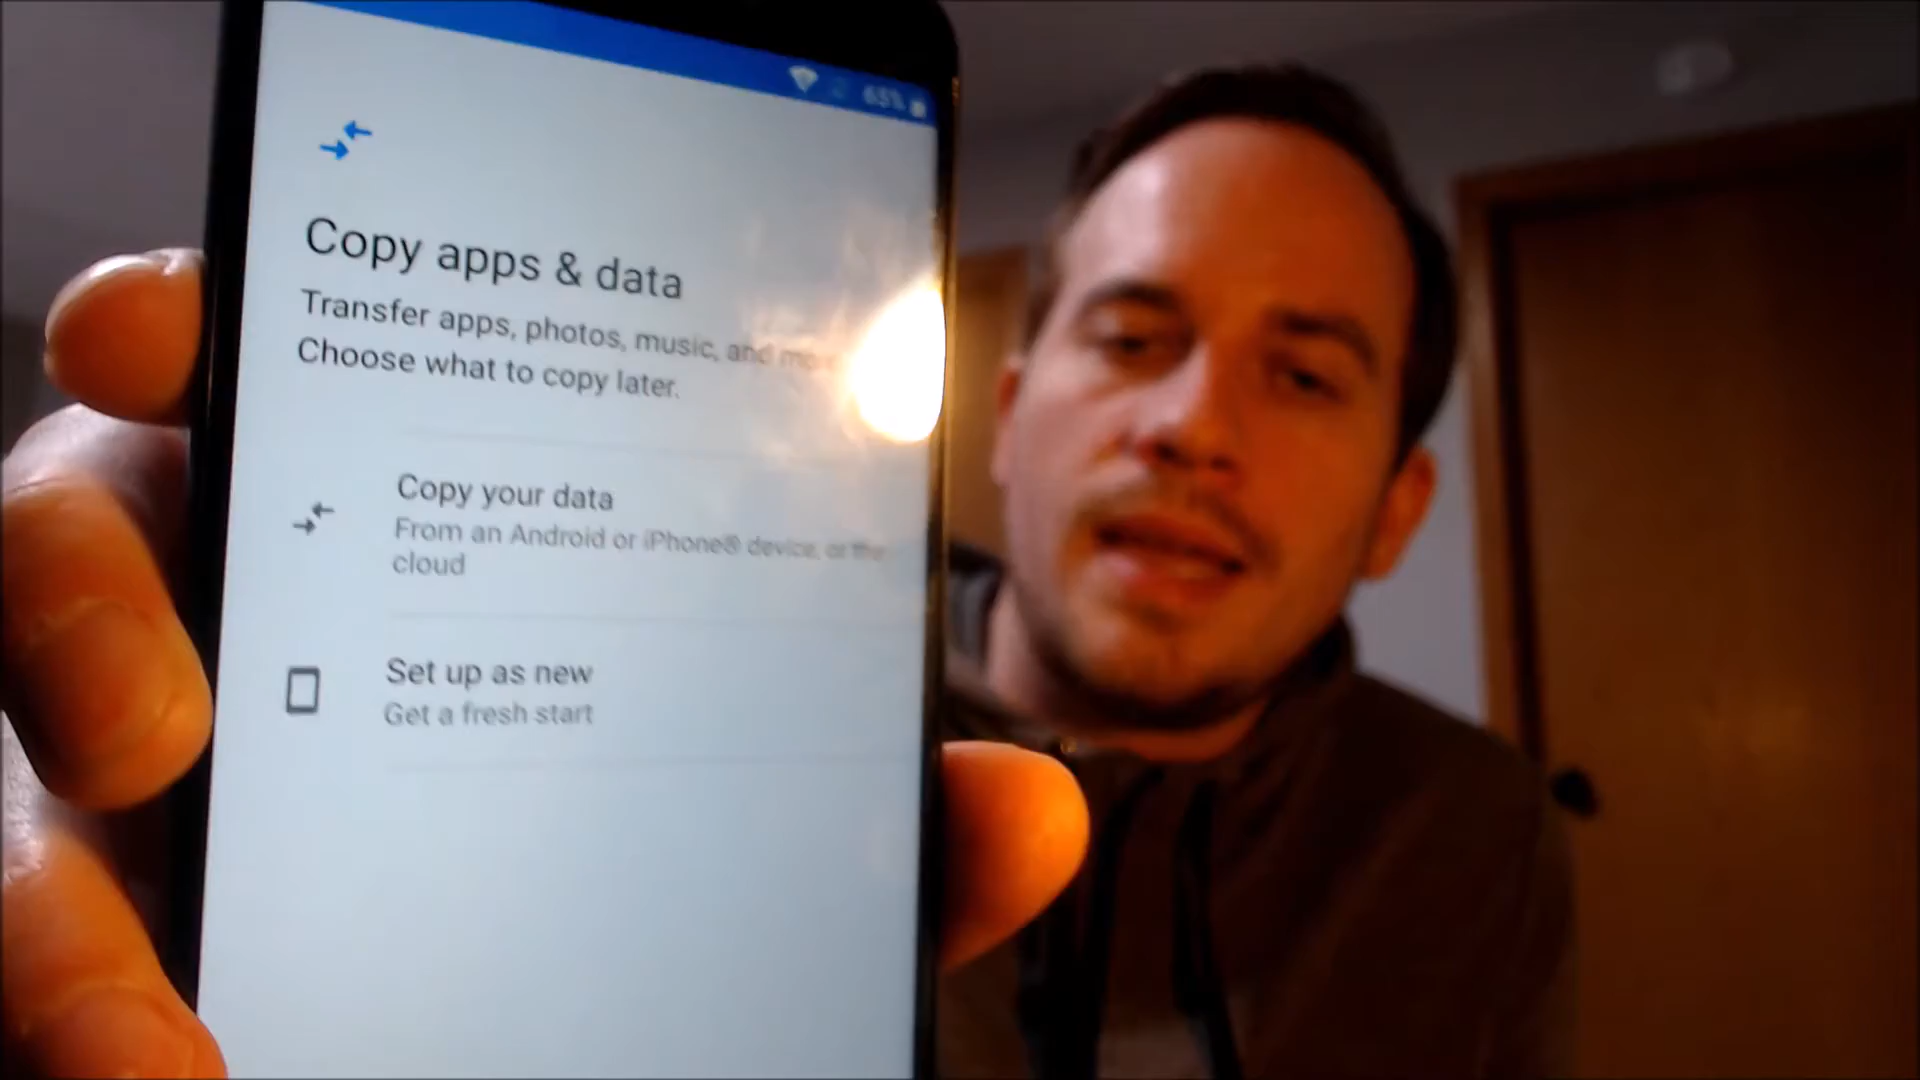 65%
Copy apps & data
Transfer apps, photos, music, and
Choose what to copy later.
Copy your data
From an Android or iPhone® device, or the
cloud
Set up as new
Get a fresh start